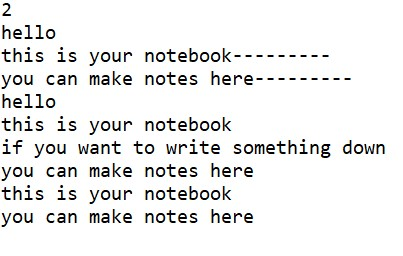 2
hello
this is your notebook---------
you can make notes here---------
hello
this is your notebook
if you want to write something down
you can make notes here
this is your notebook
you can make notes here